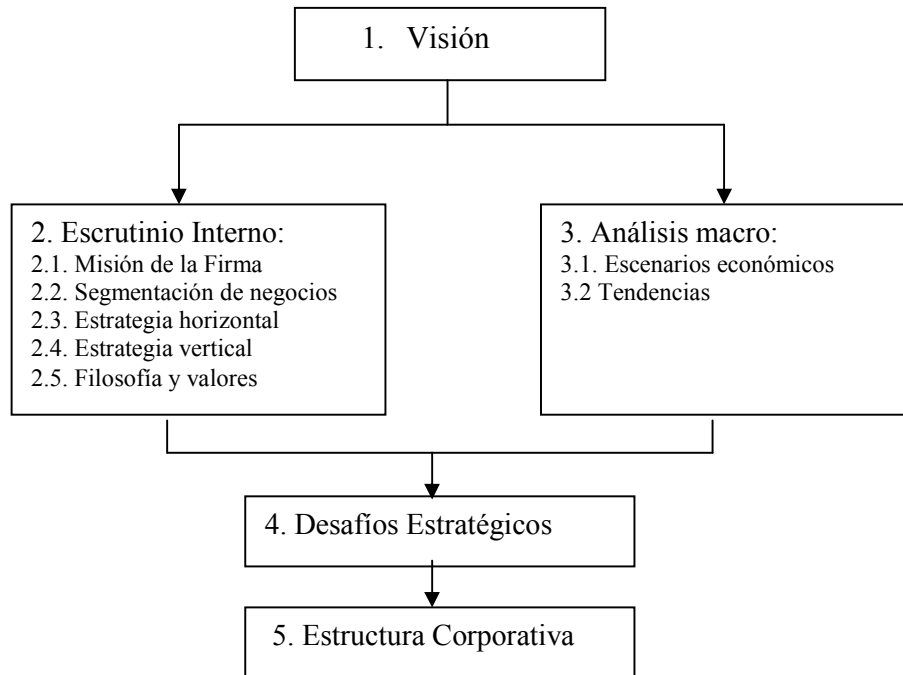 1. Visión
2. Escrutinio Interno:
2.1. Misión de la Firma
2.2. Segmentación de negocios
2.3. Estrategia horizontal
2.4. Estrategia vertical
2.5. Filosofía y valores
3. Análisis macro:
3.1. Escenarios económicos
3.2 Tendencias
4. Desafíos Estratégicos
5. Estructura Corporativa